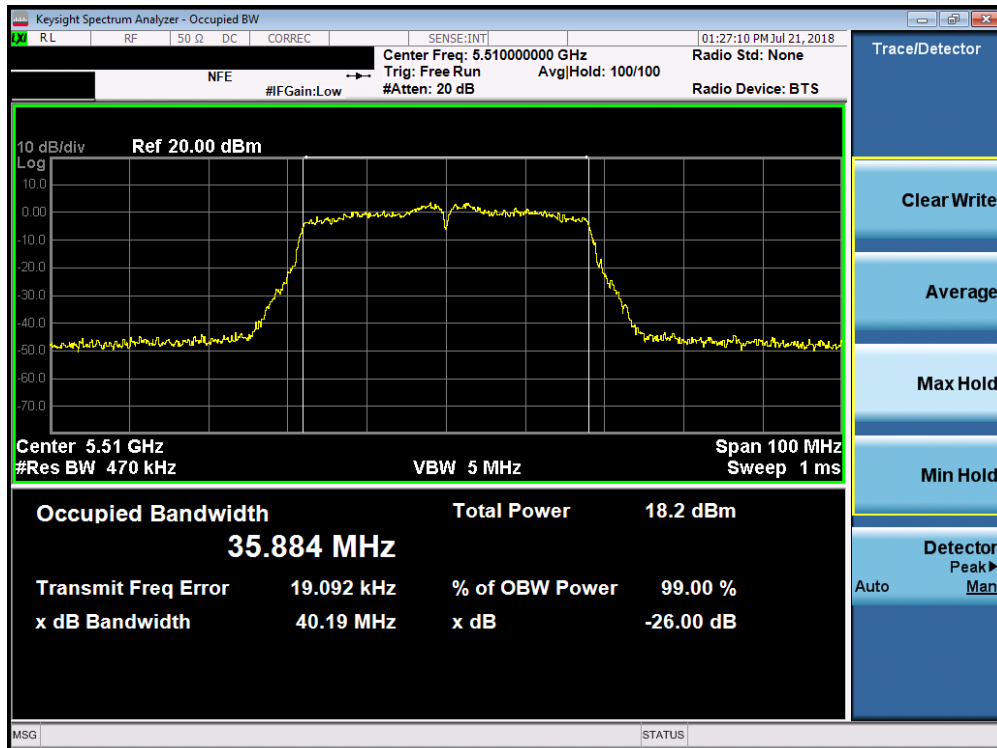 Keysight Spectrum Analyzer - Occupied BW
LXI RL RF 50 Ω DC CORREC SENSE:INT 01:27:10 PM Jul 21, 2018
NFE
#IFGain:Low
Center Freq: 5.510000000 GHz
Trig: Free Run Avg|Hold: 100/100
#Atten: 20 dB
Radio Std: None
Radio Device: BTS
10 dB/div Ref 20.00 dBm
Log
10.0
0.00
-10.0
-20.0
-30.0
-40.0
-50.0
-60.0
-70.0
Center 5.51 GHz Span 100 MHz
#Res BW 470 kHz VBW 5 MHz Sweep 1 ms
Occupied Bandwidth Total Power 18.2 dBm
35.884 MHz
Transmit Freq Error 19.092 kHz % of OBW Power 99.00 %
x dB Bandwidth 40.19 MHz x dB -26.00 dB
Trace/Detector
Clear Write
Average
Max Hold
Min Hold
Detector
Peak▶
Auto Man
MSG STATUS